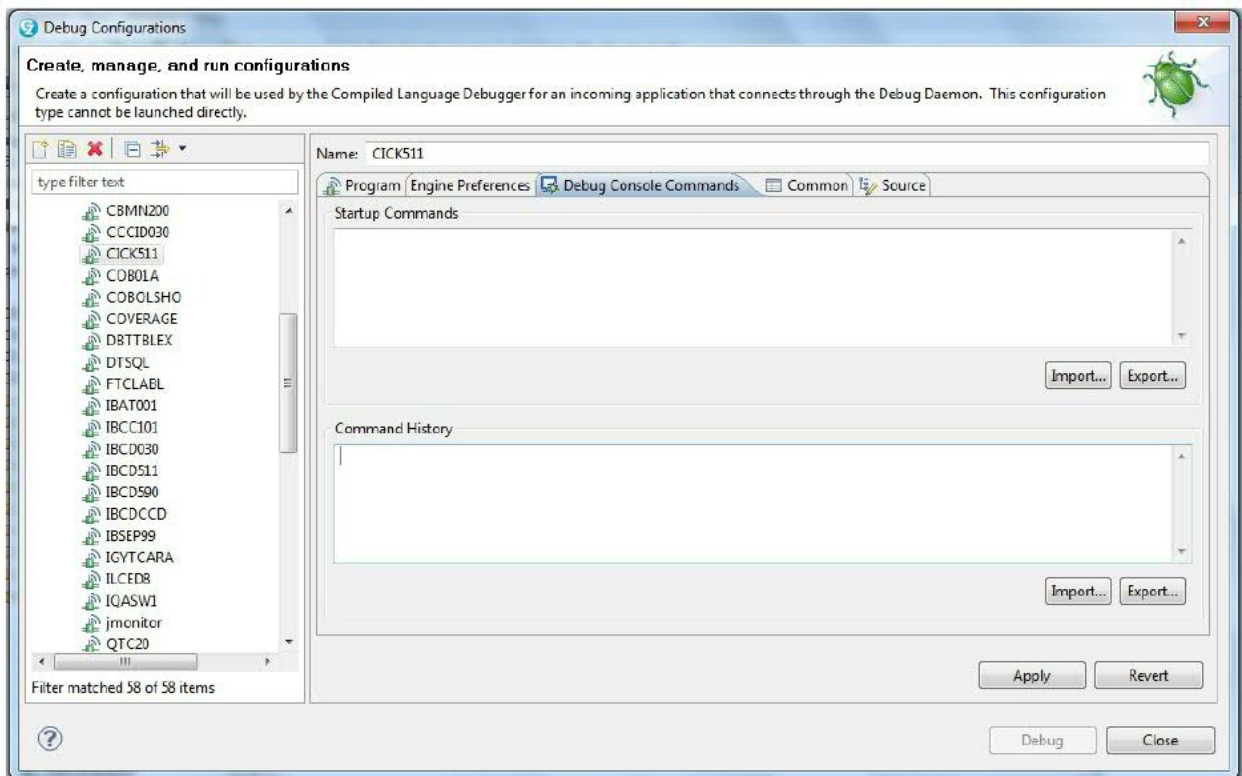 Debug Configurations
Create, manage, and run configurations
Create a configuration that will be used by the Compiled Language Debugger for an incoming application that connects through the Debug Daemon. This configuration
type cannot be launched directly.
type filter text
CBMN200
CCCID030
CICK511
COB01A
COBOLSHO
COVERAGE
DBTTBLEX
DTSQL
FTCLABL
IBAT001
IBCC101
IBCD030
IBCD511
IBCD590
IBCDCCD
IBSEP99
IGYTCARA
ILCED8
IQASW1
jmonitor
QTC20
Filter matched 58 of 58 items
Name: CICK511
Program Engine Preferences Debug Console Commands Common Source
Startup Commands
Import... Export...
Command History
Import... Export...
Apply Revert
Debug Close